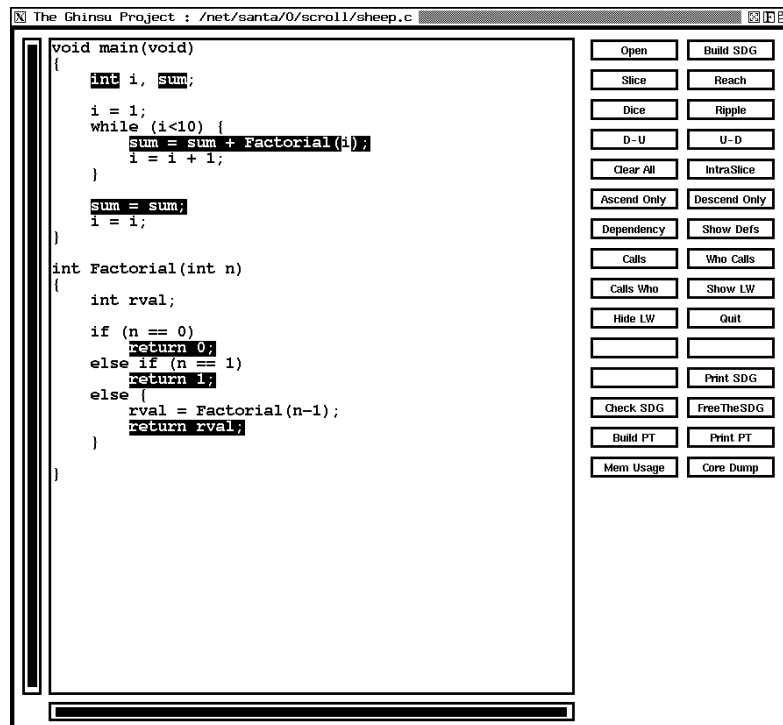 The Ghinsu Project : /net/santa/0/scroll/sheep.c
void main(void)
{
int i, sum;
i = 1;
while (i<10) {
sum = sum + Factorial(i);
i = i + 1;
}
sum = sum;
i = i;
}
int Factorial(int n)
{
int rval;
if (n == 0)
return 0;
else if (n == 1)
return 1;
else {
rval = Factorial(n-1);
return rval;
}
}
Open Build SDG
Slice Reach
Dice Ripple
D-U U-D
Clear All IntraSlice
Ascend Only Descend Only
Dependency Show Defs
Calls Who Calls
Calls Who Show LW
Hide LW Quit
Print SDG
Check SDG FreeTheSDG
Build PT Print PT
Mem Usage Core Dump